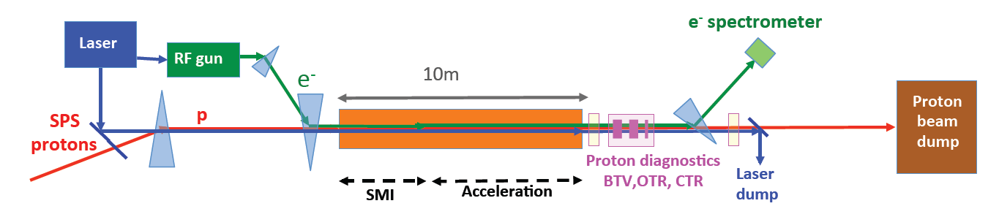 Laser
RF gun
e⁻
10m
e⁻ spectrometer
SPS
protons
p
Proton
beam
dump
Proton diagnostics
BTV,OTR, CTR
Laser
dump
SMI
Acceleration